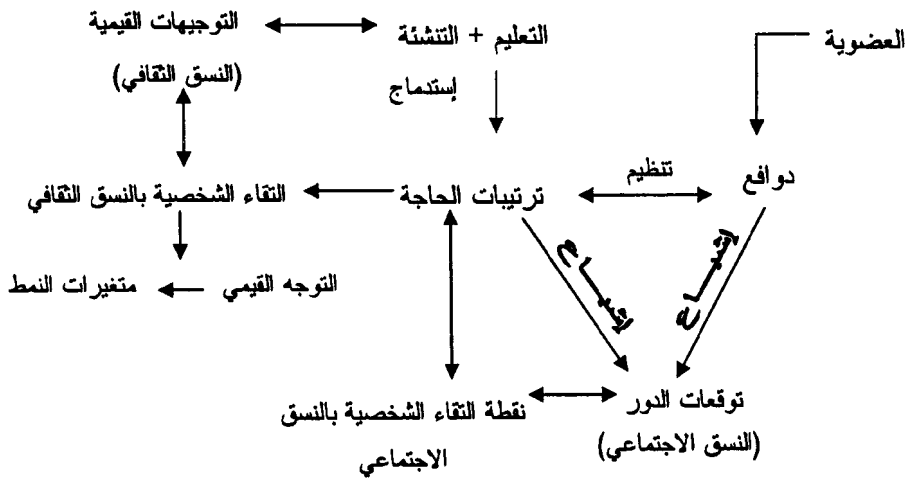 العضوية
التعليم + التنشئة
التوجيهات القيمية
(النسق الثقافي)
إستدماج
دوافع
تنظيم
ترتيبات الحاجة
التقاء الشخصية بالنسق الثقافي
إشباع
إشباع
التوجه القيمي
متغيرات النمط
توقعات الدور
(النسق الاجتماعي)
نقطة التقاء الشخصية بالنسق
الاجتماعي